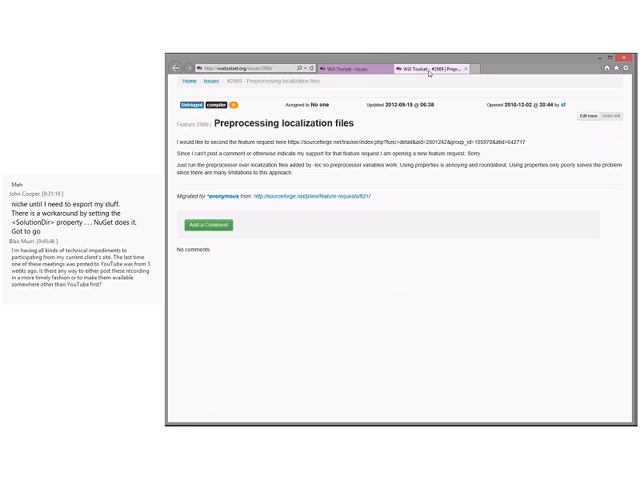 http://wixtoolset.org/issues/2989/
WiX Toolset - Issues
WiX Toolset - #2989 | Prepr...
Home / Issues / #2989 - Preprocessing localization files
Untriaged compiler
Assigned to No one
Updated 2012-09-15 @ 06:38
Opened 2010-12-02 @ 20:44 by sf
Edit issue Quick edit
Feature 2989 | Preprocessing localization files
I would like to second the feature request here https://sourceforge.net/tracker/index.php?func=detail&aid=2801242&group_id=105970&atid=642717
Since I can't post a comment or otherwise indicate my support for that feature request I am opening a new feature request. Sorry.
Just run the preprocessor over localization files added by -loc so preprocessor variables work. Using properties is annoying and roundabout. Using properties only poorly solves the problem
since there are many limitations to this approach.
Migrated for *anonymous from: http://sourceforge.net/p/wix/feature-requests/821/
Add a Comment
No comments.
Meh
John Cooper [9:31:19 ]
niche until I need to export my stuff.
There is a workaround by setting the
<SolutionDir> property . . . NuGet does it.
Got to go
Blair Murri [9:45:46 ]
I'm having all kinds of technical impediments to
participating from my current client's site. The last time
one of these meetings was posted to YouTube was from 3
weeks ago. Is there any way to either post these recording
in a more timely fashion or to make them available
somewhere other than YouTube first?